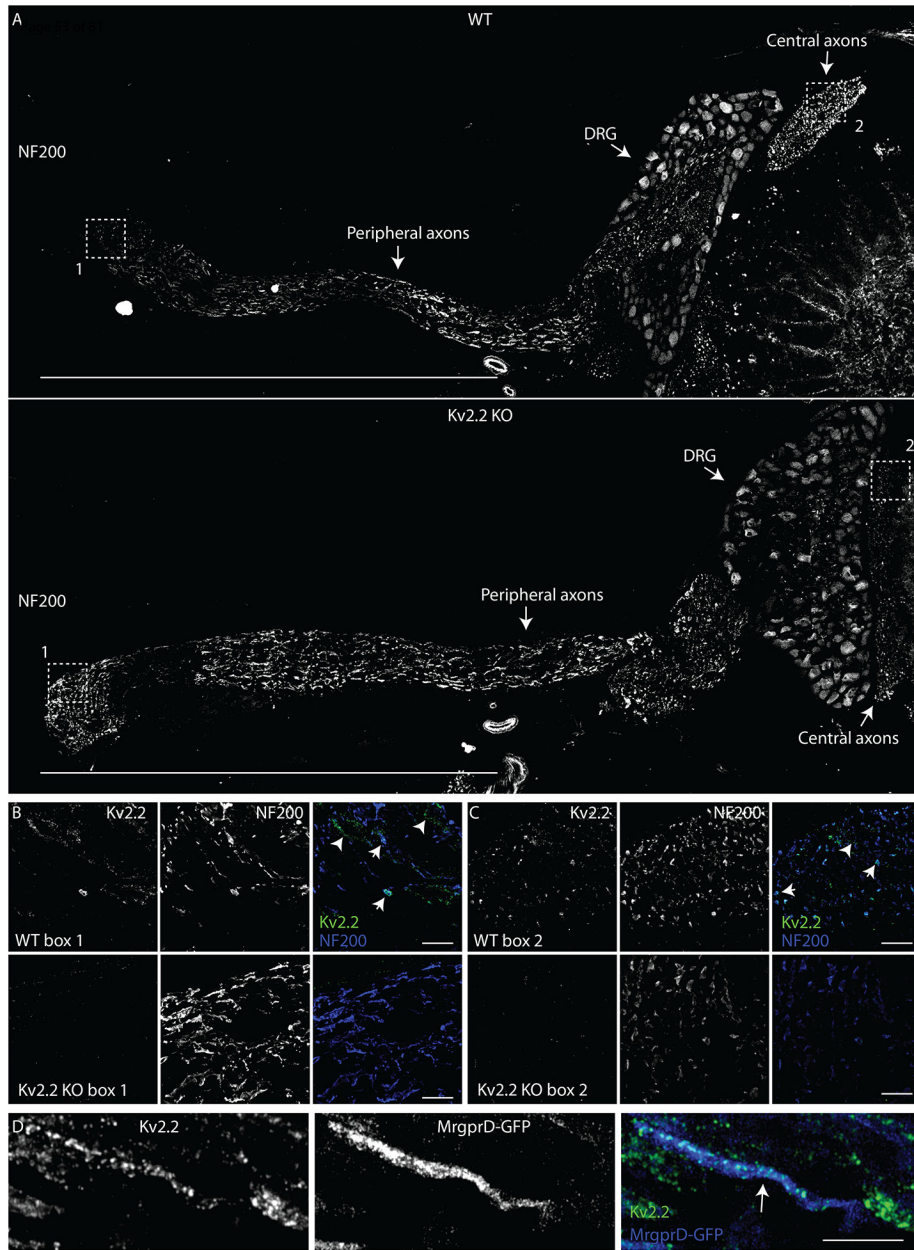 A
WT
Central axons
2
DRG
NF200
Peripheral axons
1
Kv2.2 KO
2
DRG
NF200
Peripheral axons
1
Central axons
B
Kv2.2
NF200
C
Kv2.2
NF200
WT box 1
Kv2.2
NF200
WT box 2
Kv2.2
NF200
Kv2.2 KO box 1
Kv2.2 KO box 2
D
Kv2.2
MrgprD-GFP
Kv2.2
MrgprD-GFP